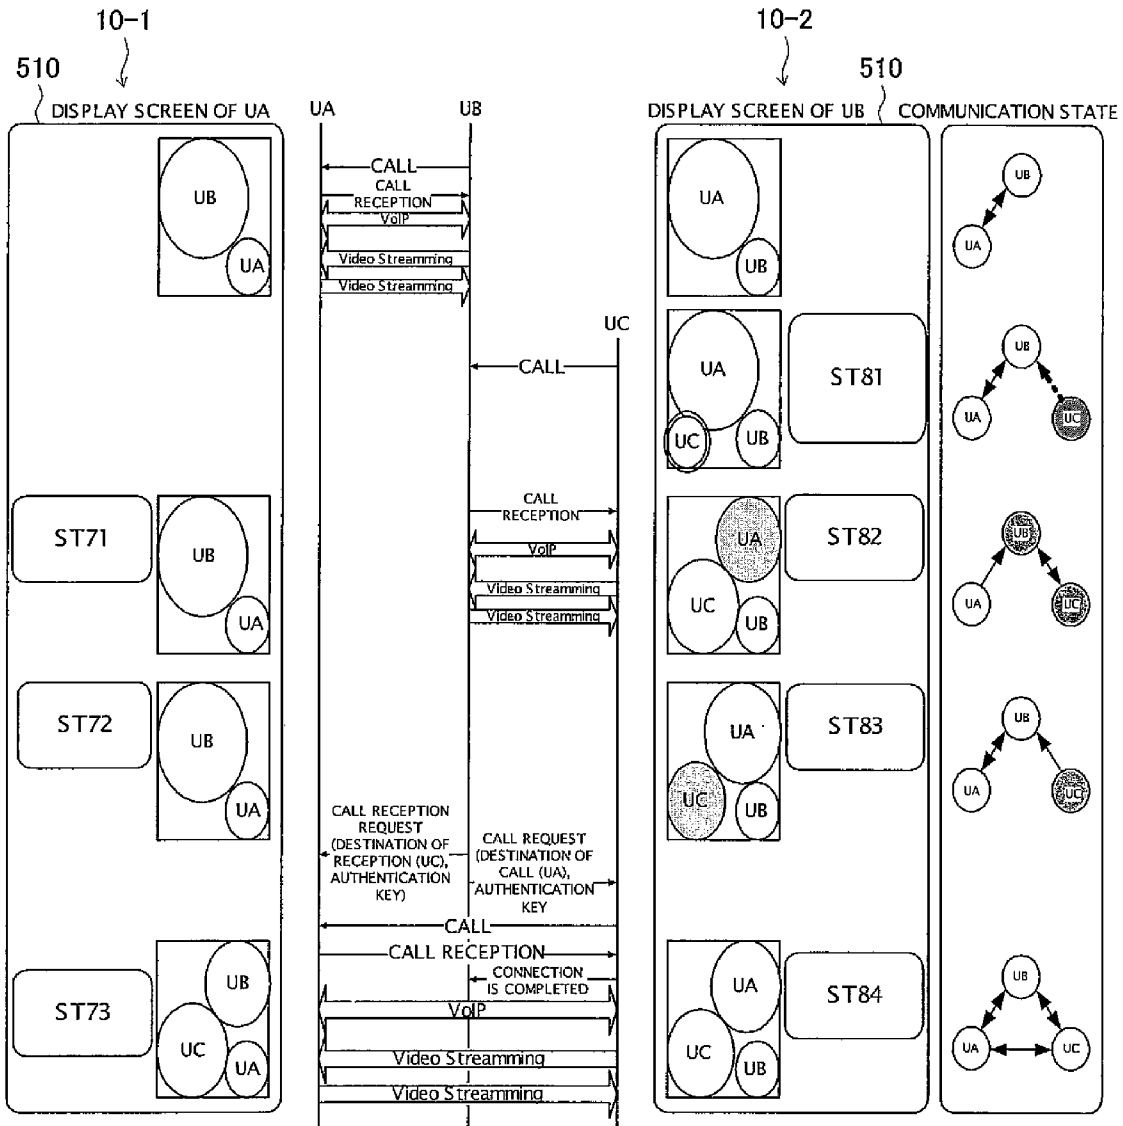 10-1
10-2
510
510
DISPLAY SCREEN OF UA
UA
UB
DISPLAY SCREEN OF UB
COMMUNICATION STATE
UB
UA
CALL
CALL
RECEPTION
VoIP
Video Streamming
Video Streamming
UA
UB
UB
UA
UC
CALL
UA
UC
UB
ST81
UB
UA
UC
ST71
UB
UA
CALL
RECEPTION
VoIP
Video Streamming
Video Streamming
UA
UC
UB
ST82
UB
UA
UC
ST72
UB
UA
UA
UC
UB
ST83
UB
UA
UC
CALL RECEPTION
REQUEST
(DESTINATION OF
RECEPTION (UC),
AUTHENTICATION
KEY)
CALL REQUEST
(DESTINATION OF
CALL (UA),
AUTHENTICATION
KEY
CALL
CALL RECEPTION
CONNECTION
IS COMPLETED
VoIP
Video Streamming
Video Streamming
ST73
UB
UC
UA
UA
UC
UB
ST84
UB
UA
UC